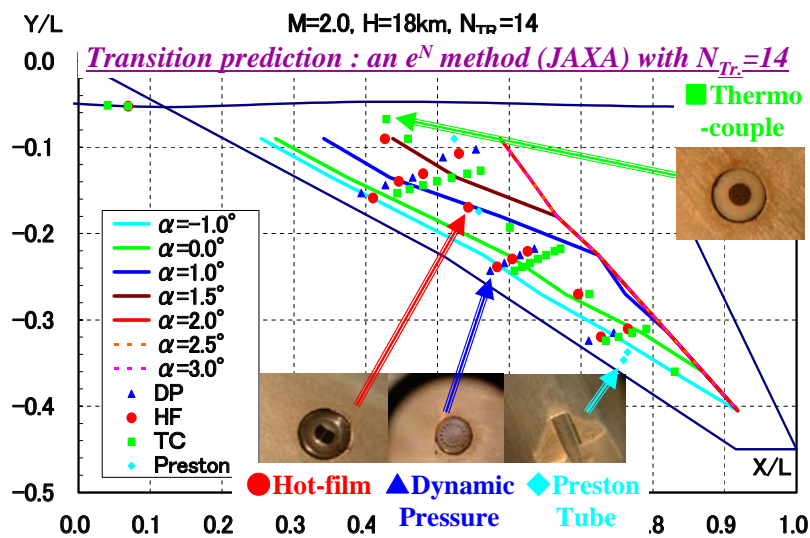 Y/L
M=2.0, H=18km, N_TR=14
Transition prediction : an e^N method (JAXA) with N_Tr.=14
0.0
−0.1
−0.2
−0.3
−0.4
−0.5
Thermo
-couple
α=−1.0°
α=0.0°
α=1.0°
α=1.5°
α=2.0°
α=2.5°
α=3.0°
DP
HF
TC
Preston
X/L
Hot-film
Dynamic
Pressure
Preston
Tube
0.0 0.1 0.2 0.3 0.4 0.8 0.9 1.0